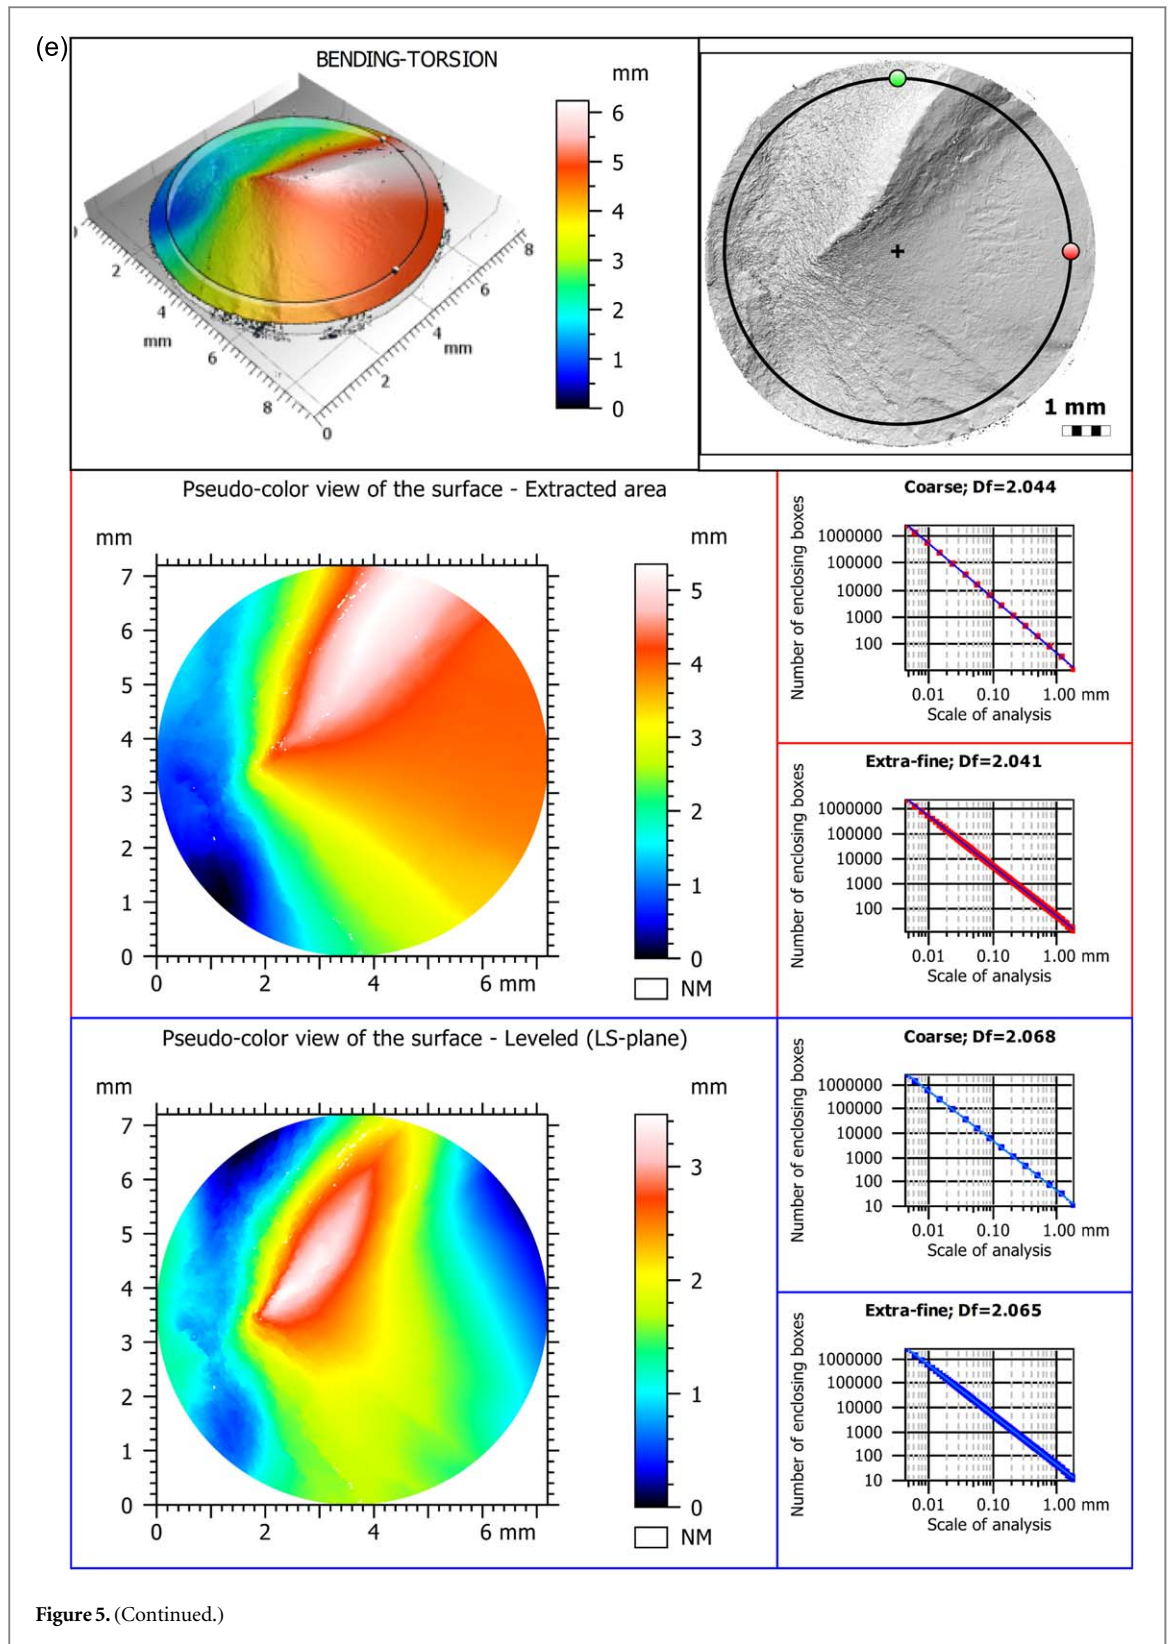 (e)
BENDING-TORSION
mm
6
5
4
3
2
1
0
2
4
mm
6
8
0
2
4
mm
6
8
1 mm
Pseudo-color view of the surface - Extracted area
mm
7
6
5
4
3
2
1
0
0 2 4 6 mm
mm
5
4
3
2
1
0
NM
Coarse; Df=2.044
Number of enclosing boxes
1000000
100000
10000
1000
100
0.01 0.10 1.00 mm
Scale of analysis
Extra-fine; Df=2.041
Number of enclosing boxes
1000000
100000
10000
1000
100
0.01 0.10 1.00 mm
Scale of analysis
Pseudo-color view of the surface - Leveled (LS-plane)
mm
7
6
5
4
3
2
1
0
0 2 4 6 mm
mm
3
2
1
0
NM
Coarse; Df=2.068
Number of enclosing boxes
1000000
100000
10000
1000
100
10
0.01 0.10 1.00 mm
Scale of analysis
Extra-fine; Df=2.065
Number of enclosing boxes
1000000
100000
10000
1000
100
10
0.01 0.10 1.00 mm
Scale of analysis
Figure 5. (Continued.)